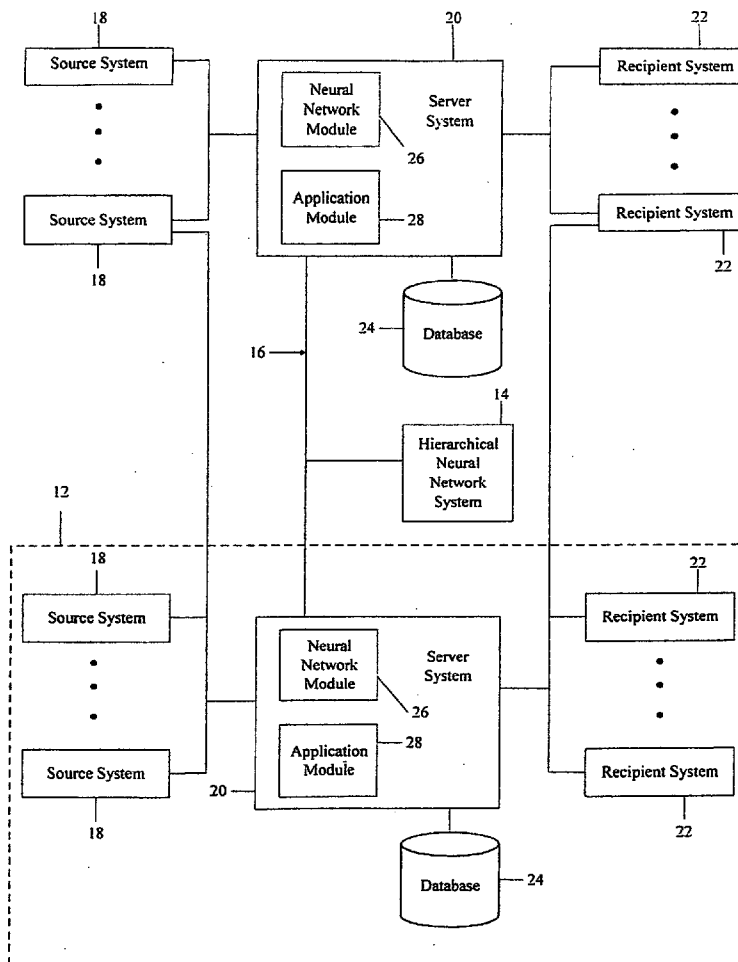 18
20
22
Source System
Neural
Network
Module
Server
System
Recipient System
26
Application
Module
28
Source System
Recipient System
18
22
24
Database
16
14
Hierarchical
Neural
Network
System
12
18
22
Source System
Neural
Network
Module
Server
System
Recipient System
26
Application
Module
28
Source System
Recipient System
20
18
22
Database
24